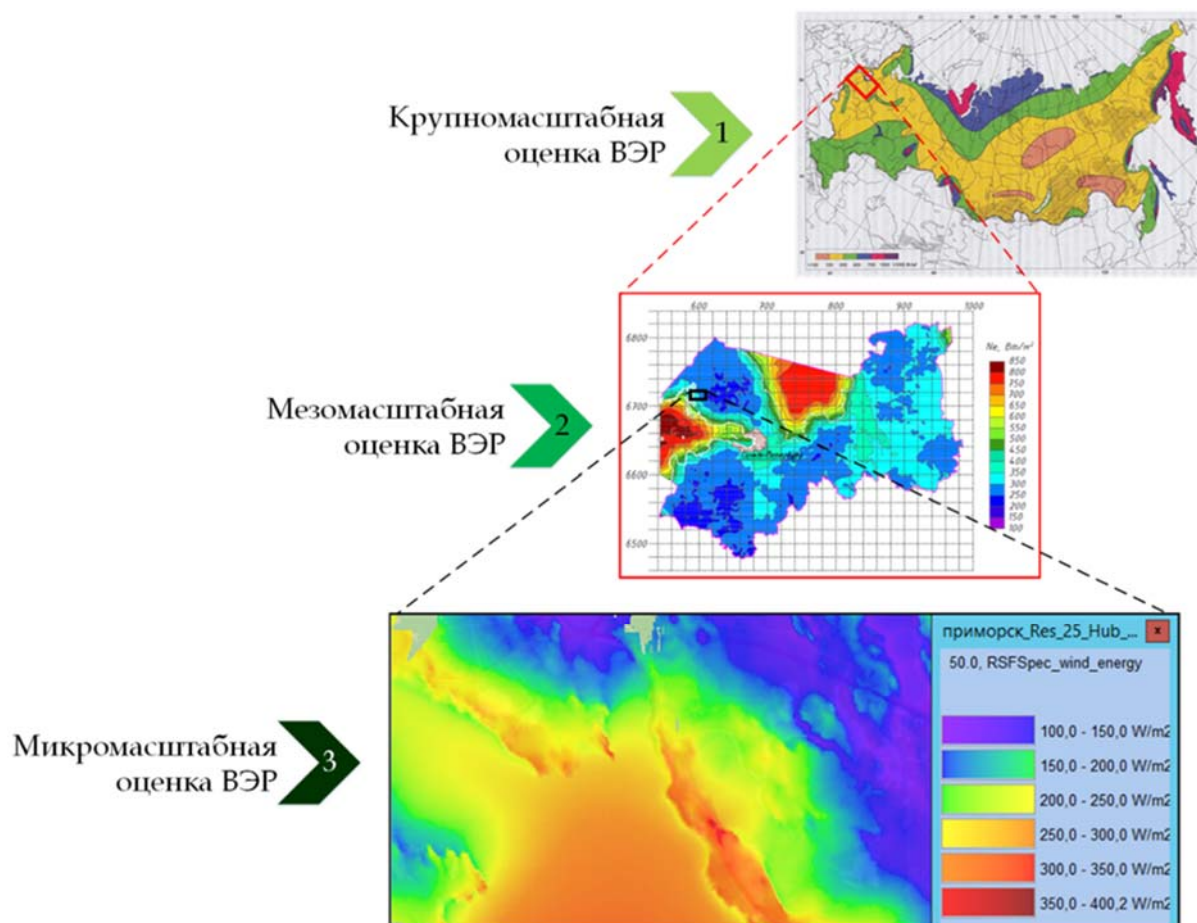 Крупномасштабная
оценка ВЭР
1
600 700 800 900 1000
6800
6700
6600
6500
Ne, Вт/м²
850
800
750
700
650
600
550
500
450
400
350
300
250
200
150
100
Мезомасштабная
оценка ВЭР
2
Микромасштабная
оценка ВЭР
3
приморск_Res_25_Hub_...
x
50.0, RSFSpec_wind_energy
100,0 - 150,0 W/m2
150,0 - 200,0 W/m2
200,0 - 250,0 W/m2
250,0 - 300,0 W/m2
300,0 - 350,0 W/m2
350,0 - 400,2 W/m2